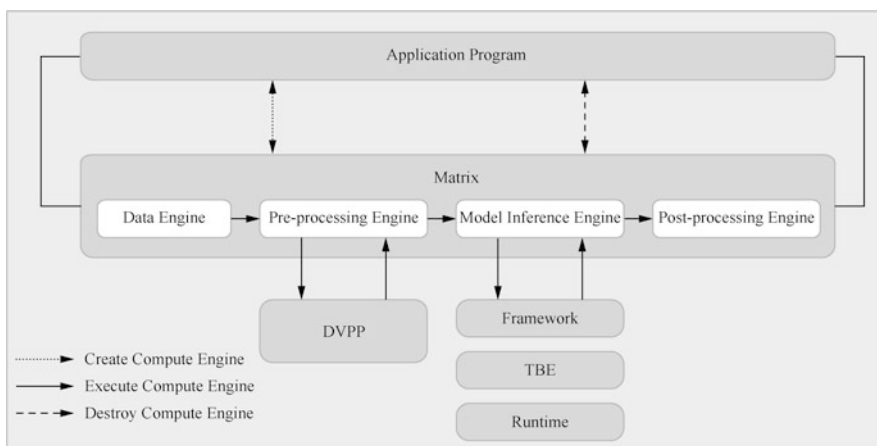 Application Program
Matrix
Data Engine
Pre-processing Engine
Model Inference Engine
Post-processing Engine
DVPP
Framework
TBE
Runtime
Create Compute Engine
Execute Compute Engine
Destroy Compute Engine